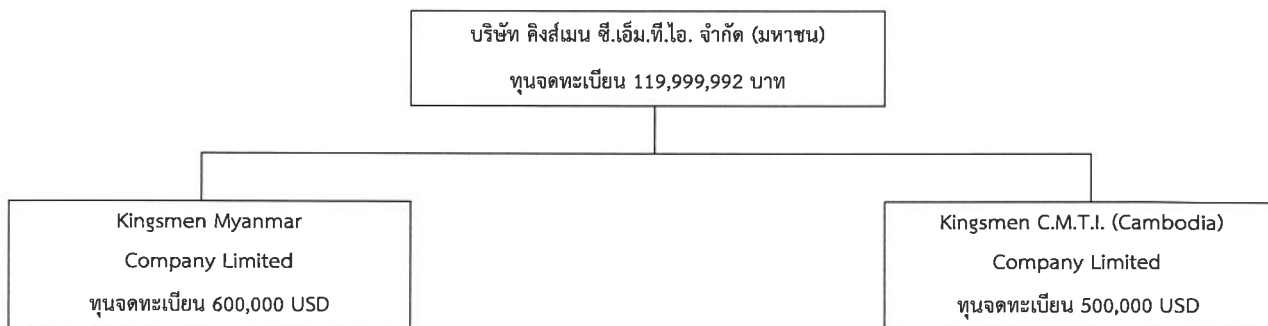 บริษัท คิงส์เมน ซี.เอ็ม.ที.ไอ. จำกัด (มหาชน)
ทุนจดทะเบียน 119,999,992 บาท
Kingsmen Myanmar
Company Limited
ทุนจดทะเบียน 600,000 USD
Kingsmen C.M.T.I. (Cambodia)
Company Limited
ทุนจดทะเบียน 500,000 USD